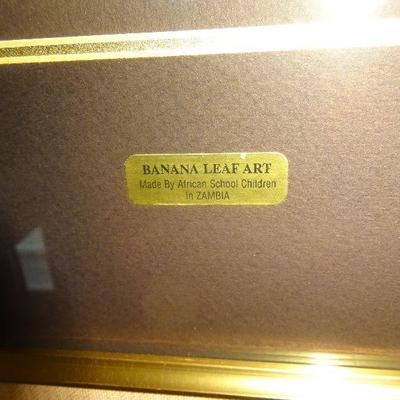 BANANA LEAF ART
Made By African School Children
in ZAMBIA